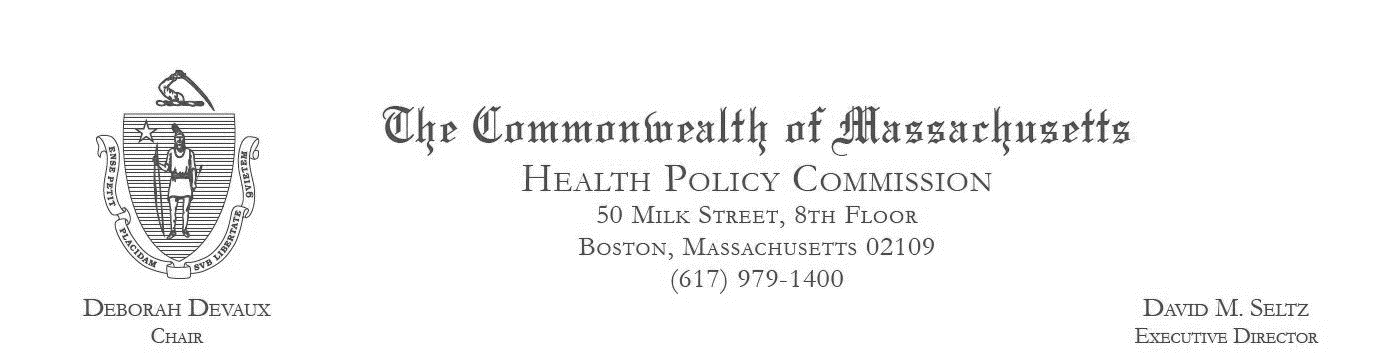 The Commonwealth of Massachusetts
HEALTH POLICY COMMISSION
50 MILK STREET, 8TH FLOOR
BOSTON, MASSACHUSETTS 02109
(617) 979-1400
ENSE PETIT
PLACIDAM
SVB LIBERTATE
QVIETEM
DEBORAH DEVAUX
CHAIR
DAVID M. SELTZ
EXECUTIVE DIRECTOR